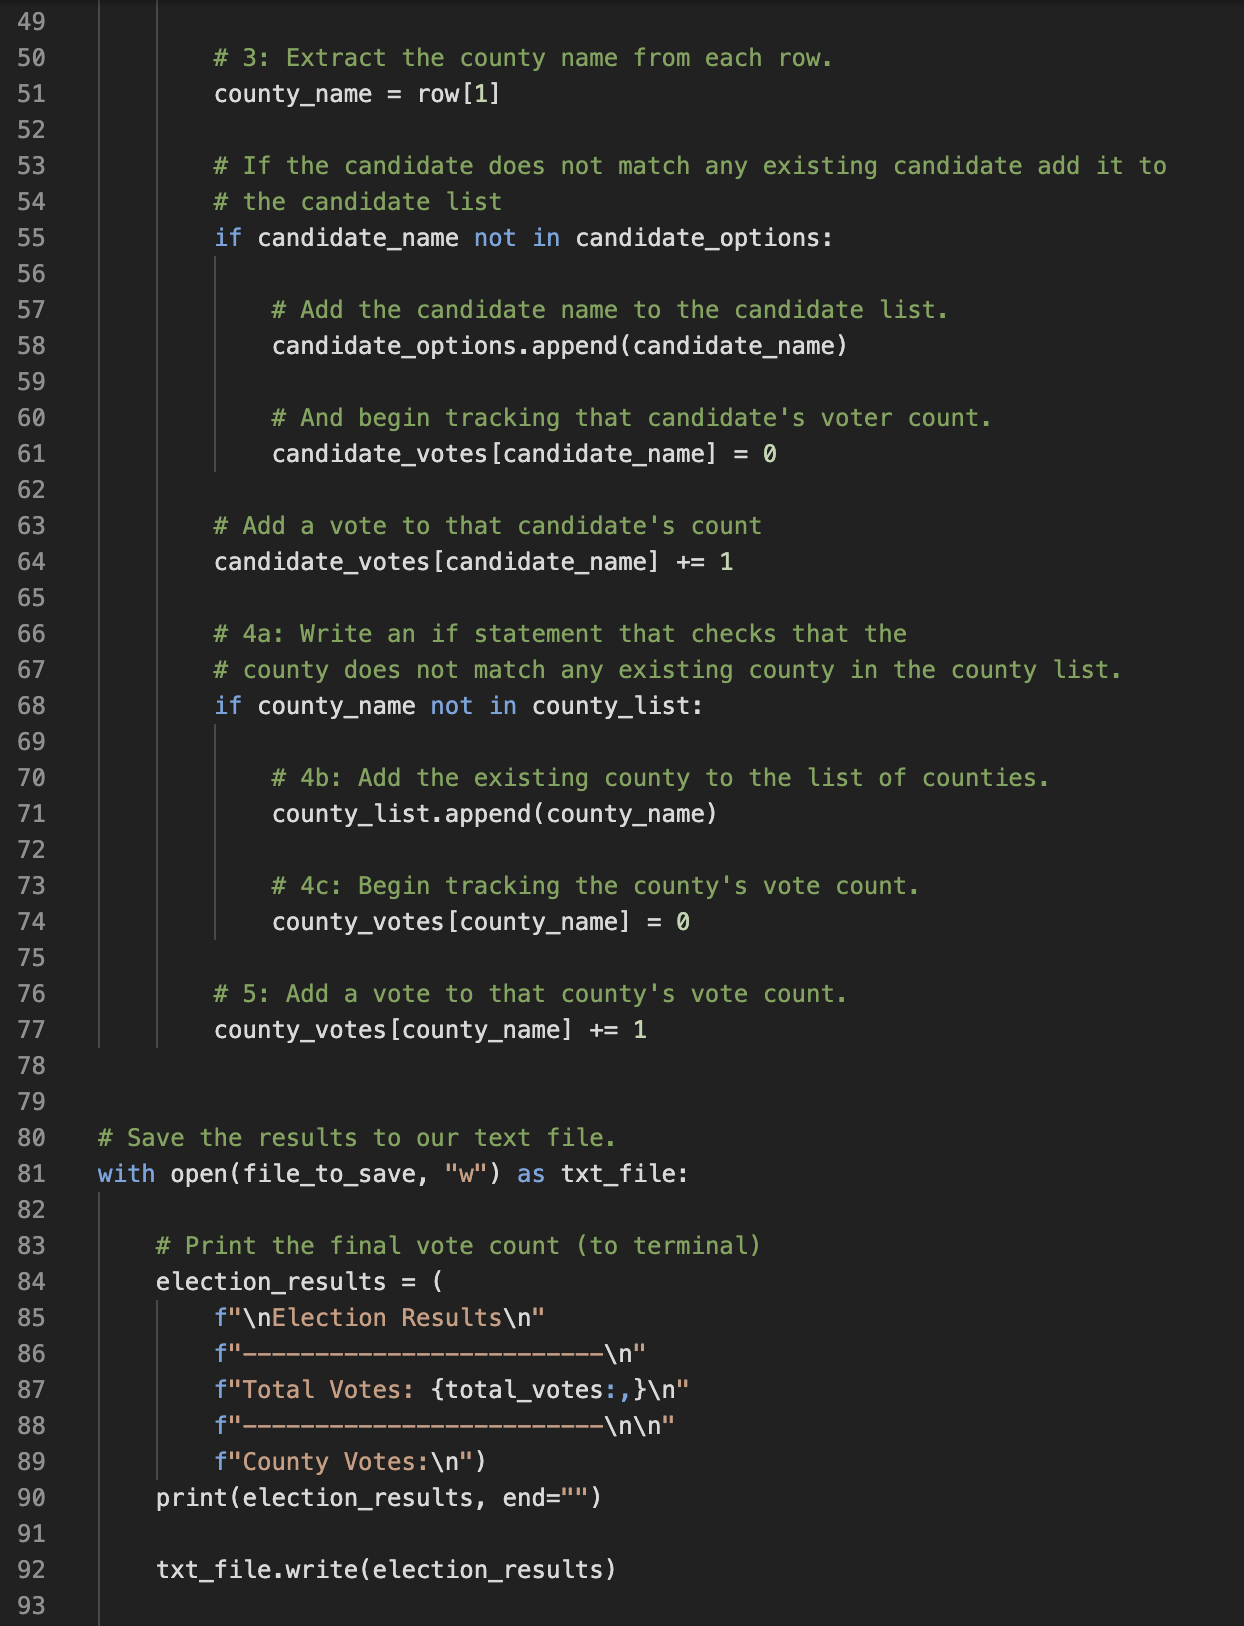 49
50 # 3: Extract the county name from each row.
51 county_name = row[1]
52
53 # If the candidate does not match any existing candidate add it to
54 # the candidate list
55 if candidate_name not in candidate_options:
56
57 # Add the candidate name to the candidate list.
58 candidate_options.append(candidate_name)
59
60 # And begin tracking that candidate's voter count.
61 candidate_votes[candidate_name] = 0
62
63 # Add a vote to that candidate's count
64 candidate_votes[candidate_name] += 1
65
66 # 4a: Write an if statement that checks that the
67 # county does not match any existing county in the county list.
68 if county_name not in county_list:
69
70 # 4b: Add the existing county to the list of counties.
71 county_list.append(county_name)
72
73 # 4c: Begin tracking the county's vote count.
74 county_votes[county_name] = 0
75
76 # 5: Add a vote to that county's vote count.
77 county_votes[county_name] += 1
78
79
80 # Save the results to our text file.
81 with open(file_to_save, "w") as txt_file:
82
83 # Print the final vote count (to terminal)
84 election_results = (
85 f"\nElection Results\n"
86 f"-------------------------\n"
87 f"Total Votes: {total_votes:,}\n"
88 f"-------------------------\n\n"
89 f"County Votes:\n")
90 print(election_results, end="")
91
92 txt_file.write(election_results)
93